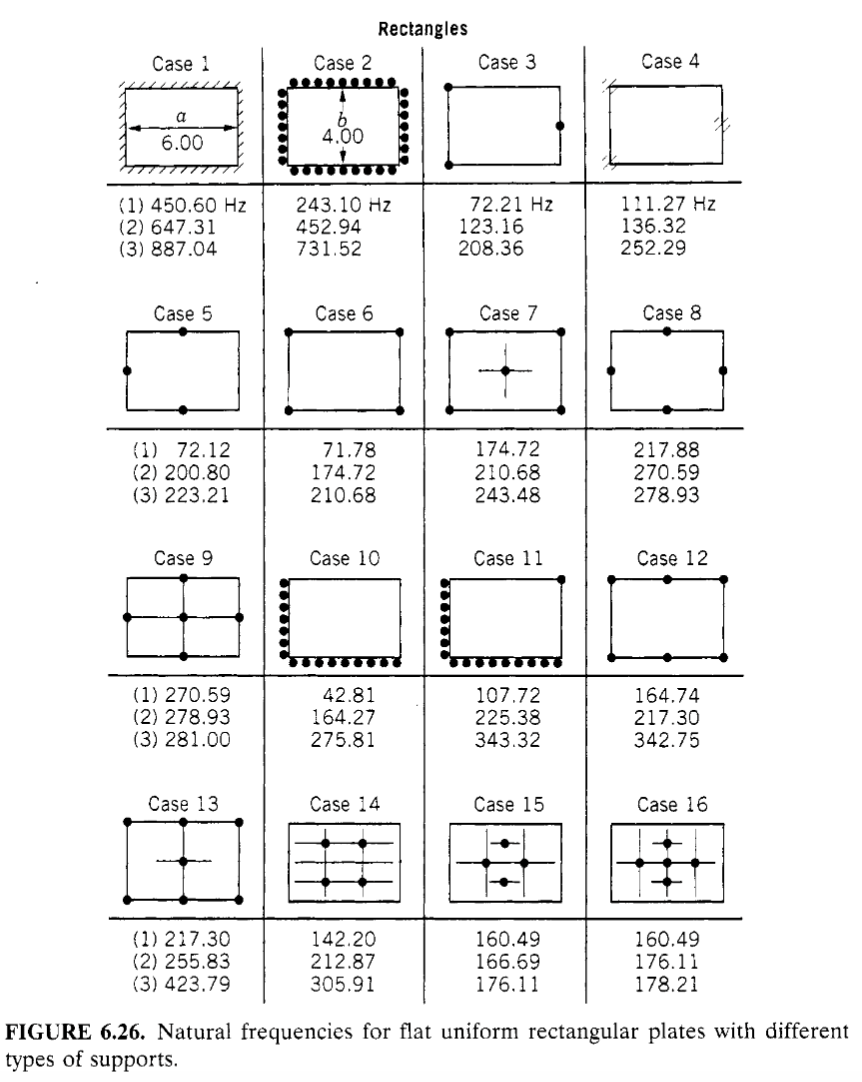 Rectangles
Case 1 Case 2 Case 3 Case 4
a
6.00
b
4.00
(1) 450.60 Hz 243.10 Hz 72.21 Hz 111.27 Hz
(2) 647.31 452.94 123.16 136.32
(3) 887.04 731.52 208.36 252.29
Case 5 Case 6 Case 7 Case 8
(1) 72.12 71.78 174.72 217.88
(2) 200.80 174.72 210.68 270.59
(3) 223.21 210.68 243.48 278.93
Case 9 Case 10 Case 11 Case 12
(1) 270.59 42.81 107.72 164.74
(2) 278.93 164.27 225.38 217.30
(3) 281.00 275.81 343.32 342.75
Case 13 Case 14 Case 15 Case 16
(1) 217.30 142.20 160.49 160.49
(2) 255.83 212.87 166.69 176.11
(3) 423.79 305.91 176.11 178.21
FIGURE 6.26. Natural frequencies for flat uniform rectangular plates with different
types of supports.